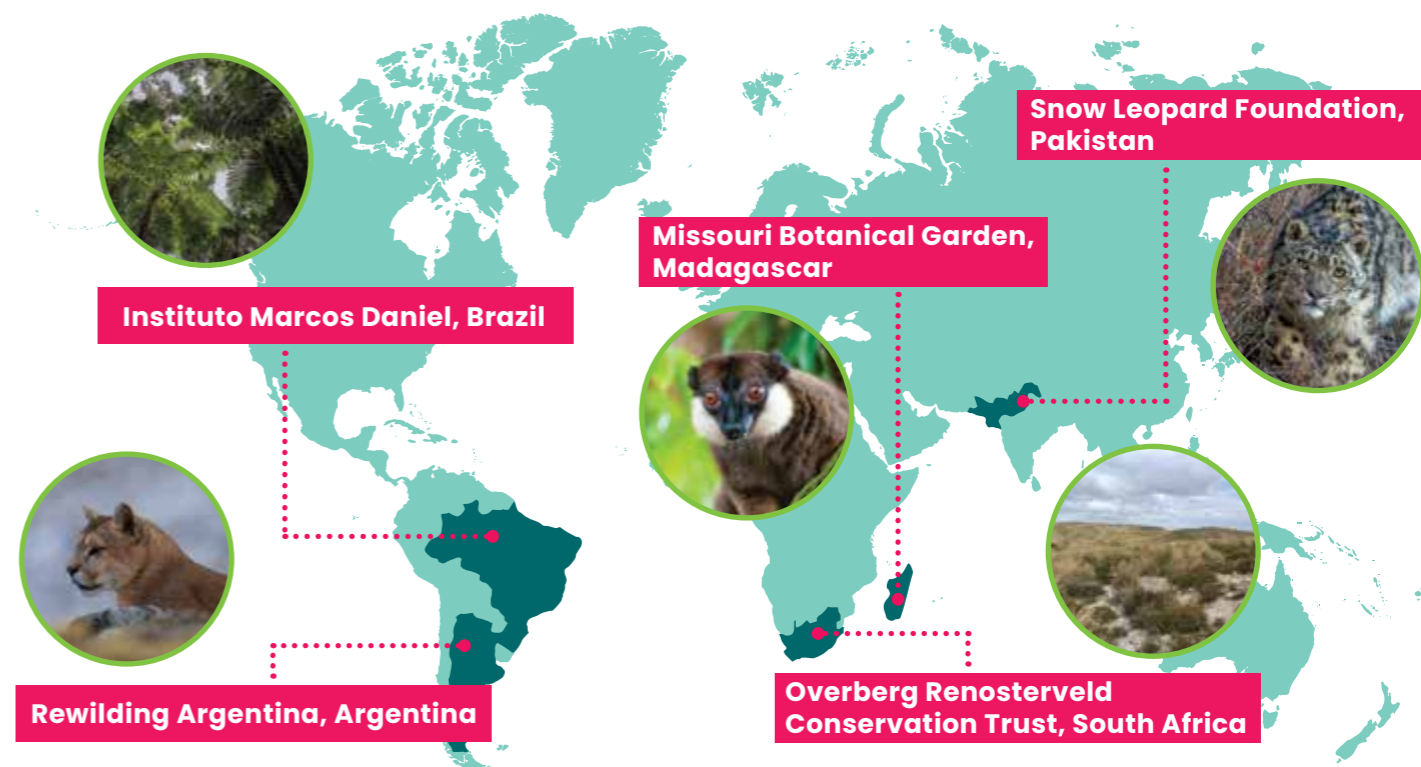 Snow Leopard Foundation,
Pakistan
Missouri Botanical Garden,
Madagascar
Instituto Marcos Daniel, Brazil
Rewilding Argentina, Argentina
Overberg Renosterveld
Conservation Trust, South Africa